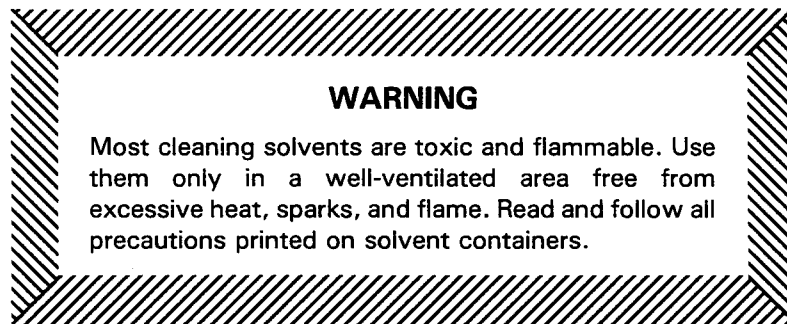 WARNING
Most cleaning solvents are toxic and flammable. Use
them only in a well-ventilated area free from
excessive heat, sparks, and flame. Read and follow all
precautions printed on solvent containers.